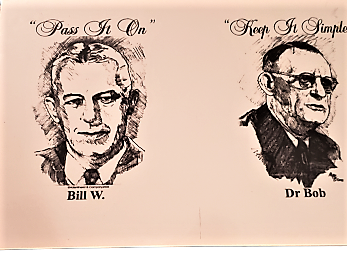 “Pass It On”
“Keep It Simple
Bill W.
Dr Bob